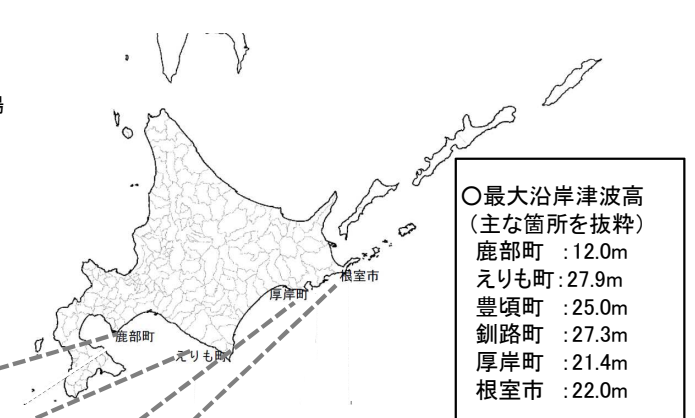 場
根室市
厚岸町
鹿部町
えりも町
〇最大沿岸津波高
(主な箇所を抜粋)
鹿部町 :12.0m
えりも町:27.9m
豊頃町 :25.0m
釧路町 :27.3m
厚岸町 :21.4m
根室市 :22.0m